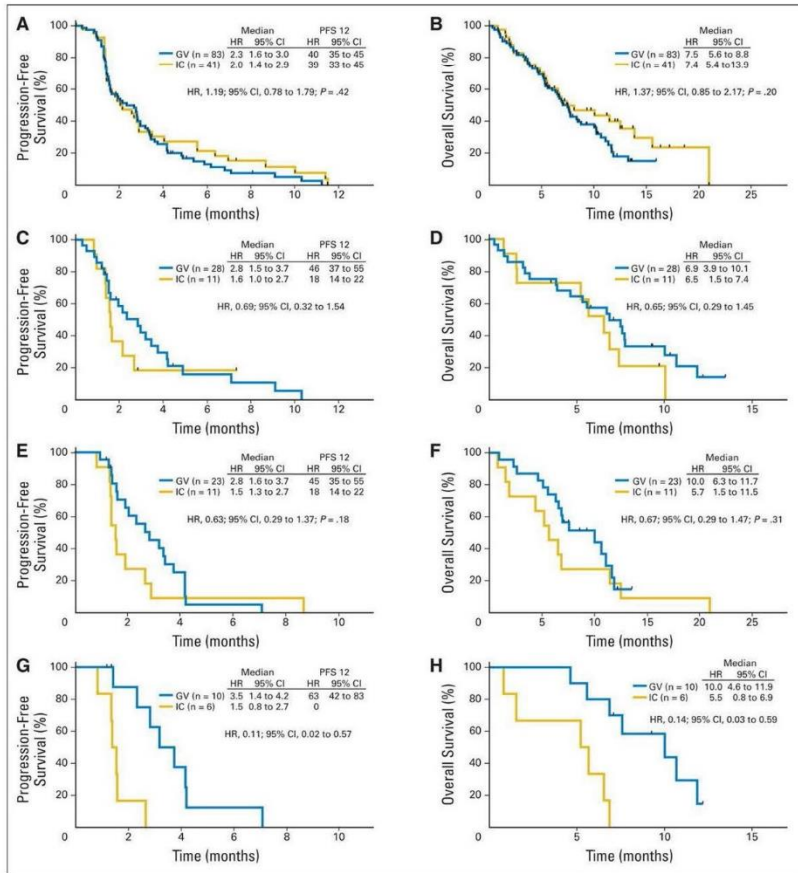 A
Progression-Free
Survival (%)
100
80
60
40
20
0
2
4
6
8
10
12
Time (months)
Median
PFS 12
HR 95% CI HR 95% CI
GV (n = 83) 2.3 1.6 to 3.0 40 35 to 45
IC (n = 41) 2.0 1.4 to 2.9 39 33 to 45
HR, 1.19; 95% CI, 0.78 to 1.79; P = .42
B
Overall Survival (%)
100
80
60
40
20
0
5
10
15
20
25
Time (months)
Median
HR 95% CI
GV (n = 83) 7.5 5.6 to 8.8
IC (n = 41) 7.4 5.4 to13.9
HR, 1.37; 95% CI, 0.85 to 2.17; P = .20
C
Progression-Free
Survival (%)
100
80
60
40
20
0
2
4
6
8
10
12
Time (months)
Median
PFS 12
HR 95% CI HR 95% CI
GV (n = 28) 2.8 1.5 to 3.7 46 37 to 55
IC (n = 11) 1.6 1.0 to 2.7 18 14 to 22
HR, 0.69; 95% CI, 0.32 to 1.54
D
Overall Survival (%)
100
80
60
40
20
0
5
10
15
Time (months)
Median
HR 95% CI
GV (n = 28) 6.9 3.9 to 10.1
IC (n = 11) 6.5 1.5 to 7.4
HR, 0.65; 95% CI, 0.29 to 1.45
E
Progression-Free
Survival (%)
100
80
60
40
20
0
2
4
6
8
10
Time (months)
Median
PFS 12
HR 95% CI HR 95% CI
GV (n = 23) 2.8 1.6 to 3.7 45 35 to 55
IC (n = 11) 1.5 1.3 to 2.7 18 14 to 22
HR, 0.63; 95% CI, 0.29 to 1.37; P = .18
F
Overall Survival (%)
100
80
60
40
20
0
5
10
15
20
25
Time (months)
Median
HR 95% CI
GV (n = 23) 10.0 6.3 to 11.7
IC (n = 11) 5.7 1.5 to 11.5
HR, 0.67; 95% CI, 0.29 to 1.47; P = .31
G
Progression-Free
Survival (%)
100
80
60
40
20
0
2
4
6
8
10
Time (months)
Median
PFS 12
HR 95% CI HR 95% CI
GV (n = 10) 3.5 1.4 to 4.2 63 42 to 83
IC (n = 6) 1.5 0.8 to 2.7 0
HR, 0.11; 95% CI, 0.02 to 0.57
H
Overall Survival (%)
100
80
60
40
20
0
5
10
15
Time (months)
Median
HR 95% CI
GV (n = 10) 10.0 4.6 to 11.9
IC (n = 6) 5.5 0.8 to 6.9
HR, 0.14; 95% CI, 0.03 to 0.59